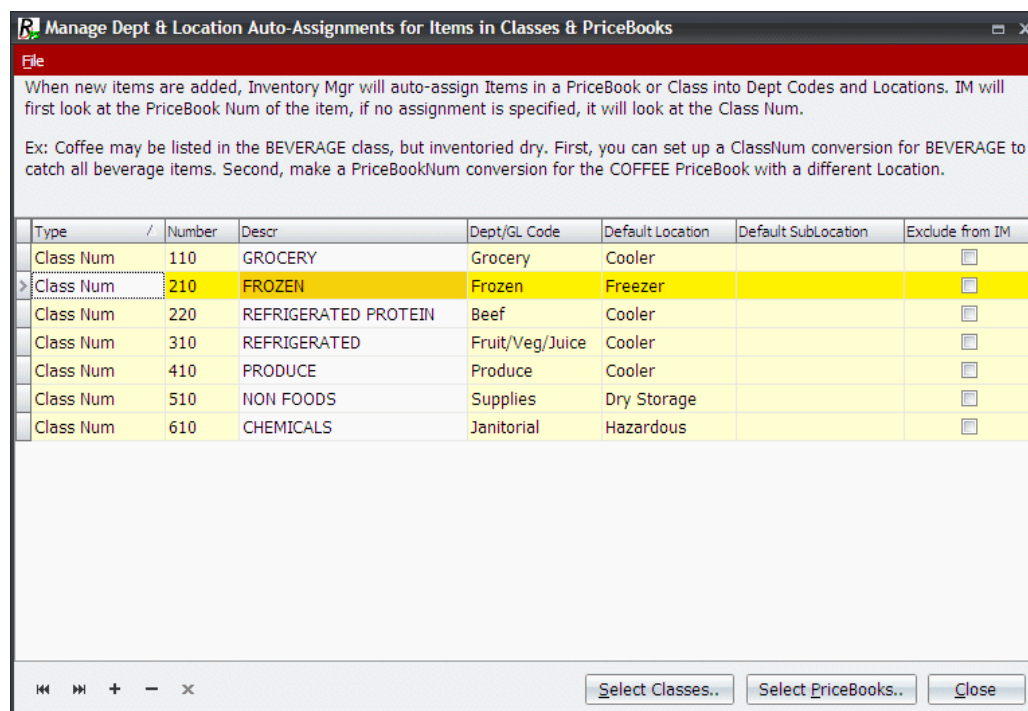 Manage Dept & Location Auto-Assignments for Items in Classes & PriceBooks
File
When new items are added, Inventory Mgr will auto-assign Items in a PriceBook or Class into Dept Codes and Locations. IM will
first look at the PriceBook Num of the item, if no assignment is specified, it will look at the Class Num.
Ex: Coffee may be listed in the BEVERAGE class, but inventoried dry. First, you can set up a ClassNum conversion for BEVERAGE to
catch all beverage items. Second, make a PriceBookNum conversion for the COFFEE PriceBook with a different Location.
Type Number Descr Dept/GL Code Default Location Default SubLocation Exclude from IM
Class Num 110 GROCERY Grocery Cooler
Class Num 210 FROZEN Frozen Freezer
Class Num 220 REFRIGERATED PROTEIN Beef Cooler
Class Num 310 REFRIGERATED Fruit/Veg/Juice Cooler
Class Num 410 PRODUCE Produce Cooler
Class Num 510 NON FOODS Supplies Dry Storage
Class Num 610 CHEMICALS Janitorial Hazardous
Select Classes.. Select PriceBooks.. Close